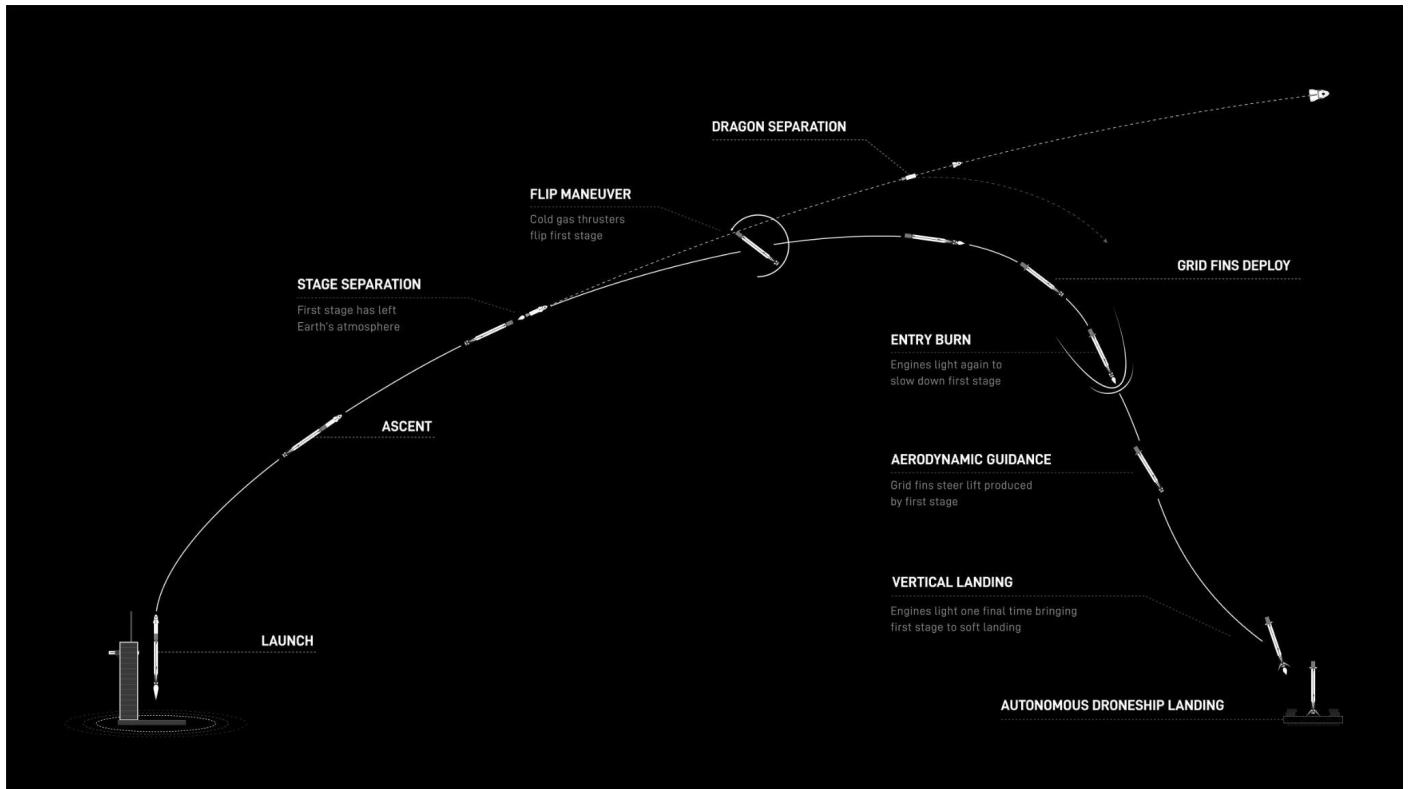 DRAGON SEPARATION
FLIP MANEUVER
Cold gas thrusters
flip first stage
STAGE SEPARATION
First stage has left
Earth's atmosphere
GRID FINS DEPLOY
ENTRY BURN
Engines light again to
slow down first stage
ASCENT
AERODYNAMIC GUIDANCE
Grid fins steer lift produced
by first stage
VERTICAL LANDING
Engines light one final time bringing
first stage to soft landing
LAUNCH
AUTONOMOUS DRONESHIP LANDING